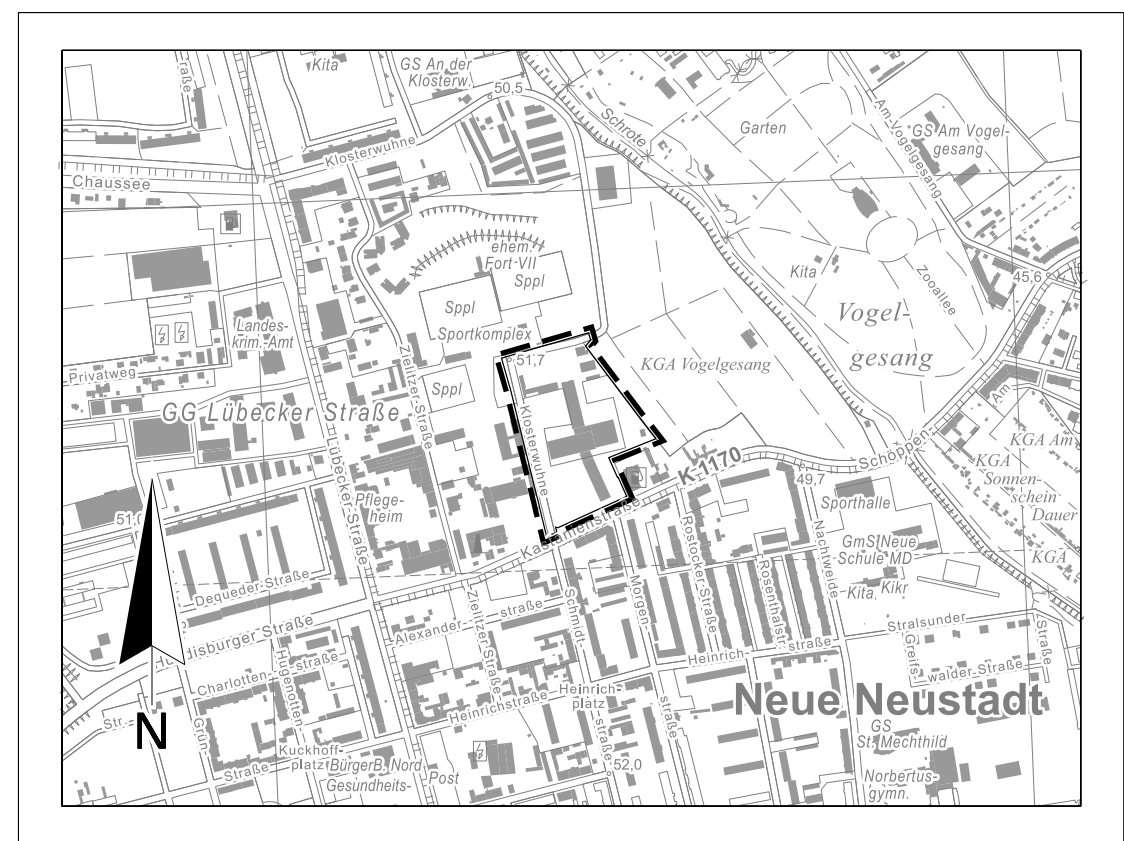 Kita
GS An der
Klosterw.
50,5
Schrote
Garten
Am-Vogelgesang
GS Am Vogel-
gesang
Klosterwuhne
Chaussee
raße
ehem.
Fort-VII
Sppl
Sppl
Sportkomplex
Kita
Zooallee
45,6
Vogel-
gesang
Landes-
krim.-Amt
Privatweg
Zielitzer-Straße
Sppl
51,7
KGA Vogelgesang
GG Lübecker Straße
Lübecker-Straße
Klosterwuhne
Am
KGA Am
KGA
Sonnen-
schein
Dauer
KGA
K-1170
Schöppen-
49,7
Sporthalle
Pflege-
heim
51,0
Kastanienstraße
GmS Neue
Schule MD
Kita
Kikr
Nachtweide
Rostocker-Straße
Rosenthalstr.
Morgen-
Schmidt-
Dequeder-Straße
Zielitzer-Straße
Alexander-
straße
Stralsunder
Straße
Greifs-
walder-Straße
Heinrich-
straße
Charlotten-
straße
Hugenotten-
Heinrich-
platz
Heinrichstraße
straße
straße
Neue Neustadt
Str.
Grün-
N
Straße
Kuckhoff-
platz
BürgerB. Nord
Gesundheits-
Post
52,0
GS
St. Mechthild
Norbertus-
gymn.